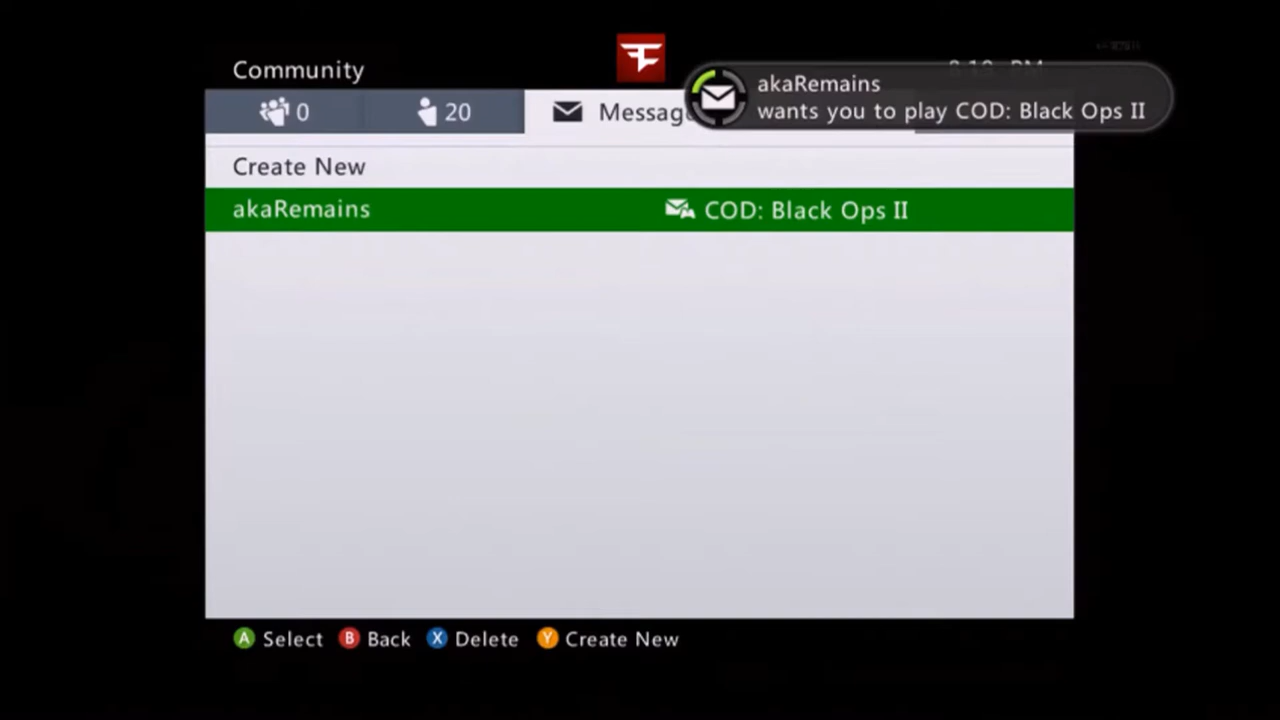 Community
akaRemains
wants you to play COD: Black Ops II
0
20
Messag
Create New
akaRemains
COD: Black Ops II
A Select B Back X Delete Y Create New